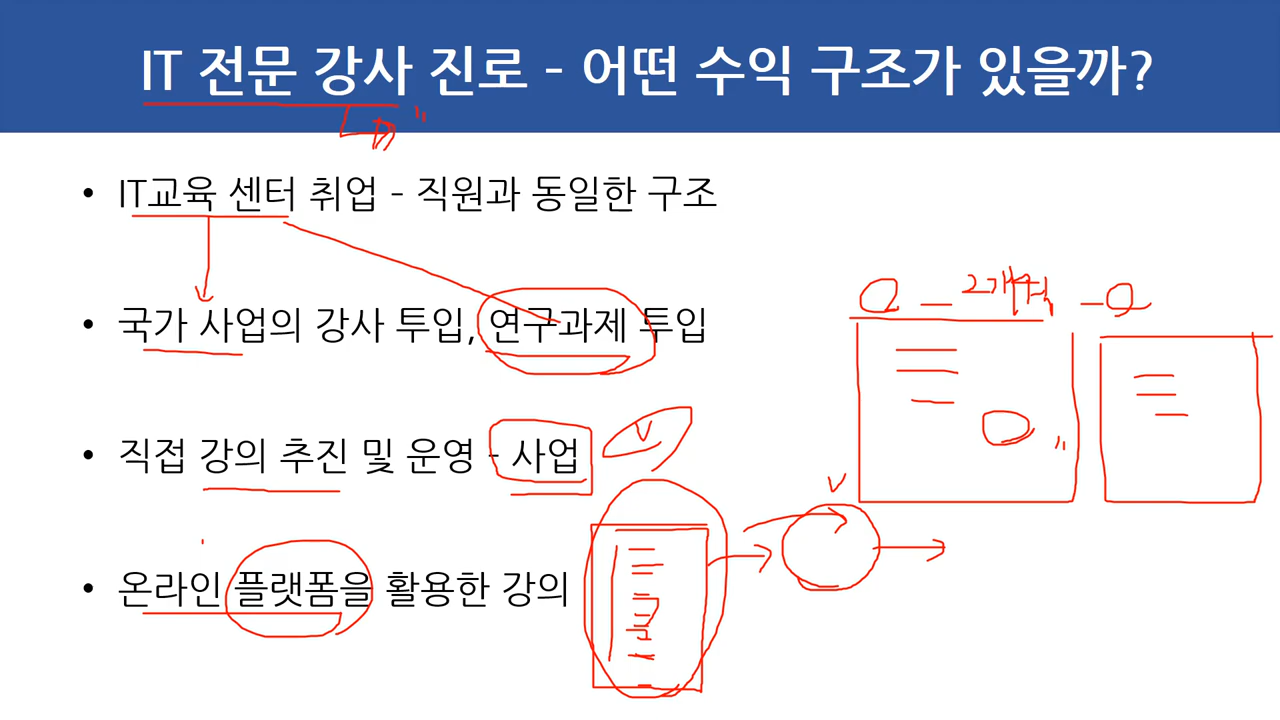 IT 전문 강사 진로 - 어떤 수익 구조가 있을까?
• IT교육 센터 취업 - 직원과 동일한 구조
• 국가 사업의 강사 투입, 연구과제 투입
• 직접 강의 추진 및 운영 - 사업
• 온라인 플랫폼을 활용한 강의